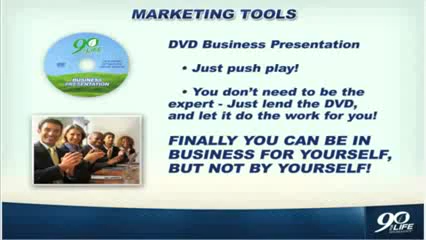 MARKETING TOOLS
DVD Business Presentation
• Just push play!
• You don't need to be the
expert - Just lend the DVD,
and let it do the work for you!
FINALLY YOU CAN BE IN
BUSINESS FOR YOURSELF,
BUT NOT BY YOURSELF!
90
LIFE
BUSINESS
PRESENTATION
90
LIFE